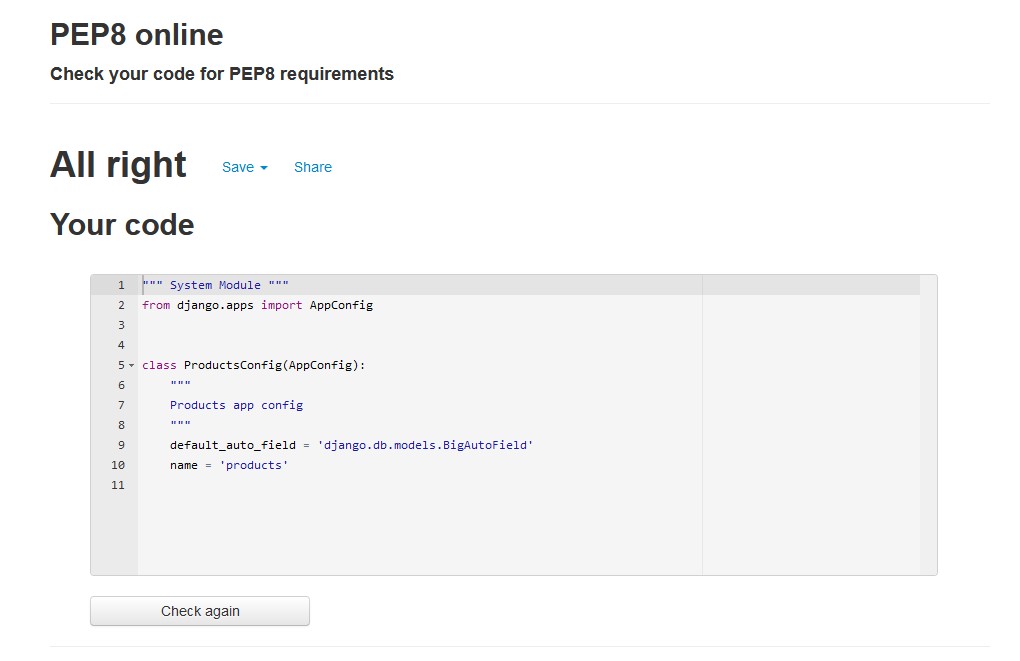 PEP8 online
Check your code for PEP8 requirements
All right Save Share
Your code
1 """ System Module """
2 from django.apps import AppConfig
3
4
5 class ProductsConfig(AppConfig):
6     """
7     Products app config
8     """
9     default_auto_field = 'django.db.models.BigAutoField'
10     name = 'products'
11
Check again